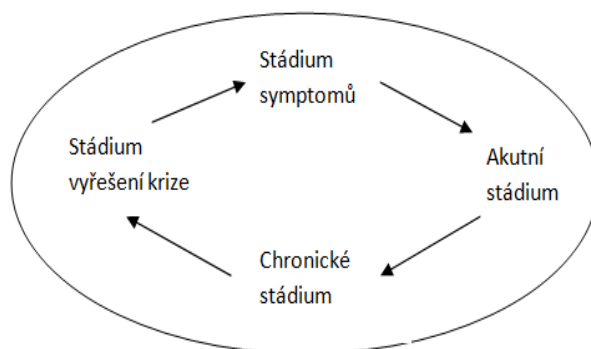 Stádium
symptomů
Akutní
stádium
Chronické
stádium
Stádium
vyřešení krize